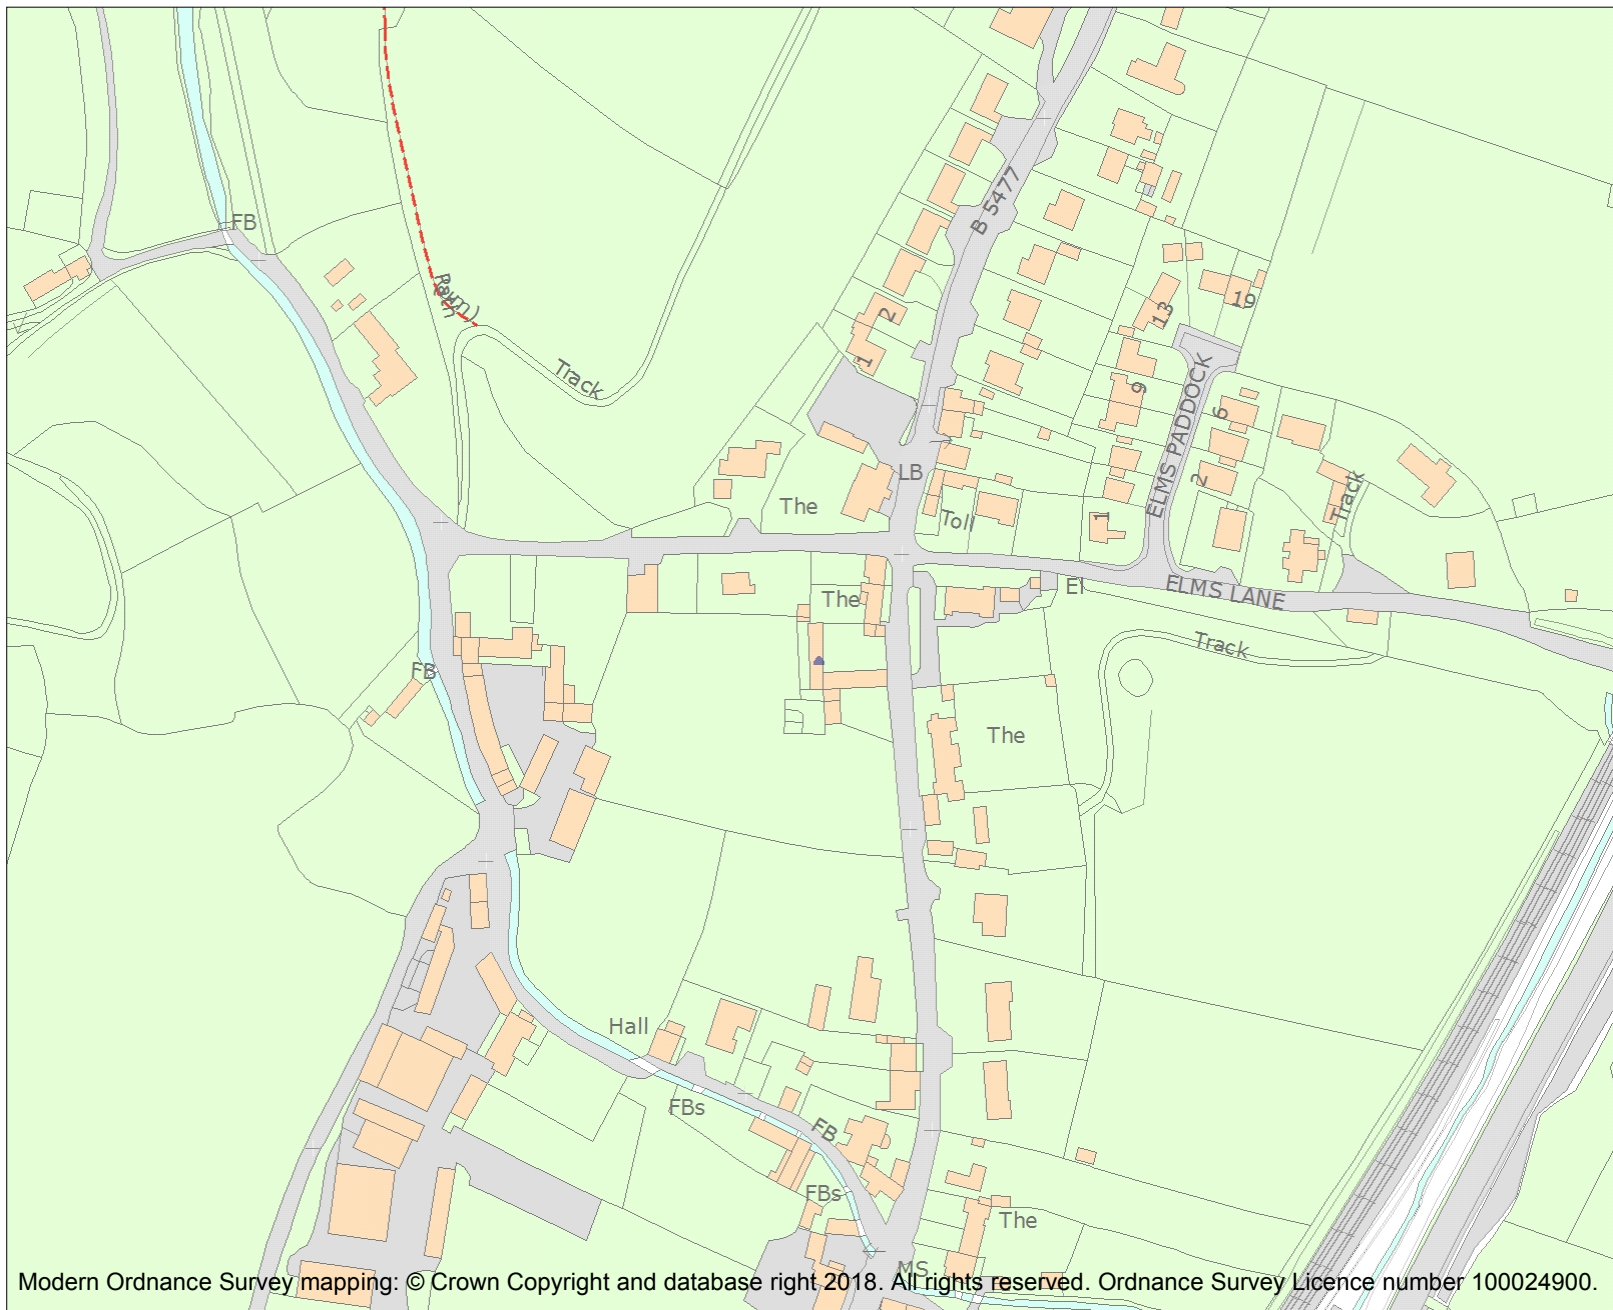 FB
B 5477
(um)
Path
Track
2
1
13
19
9
ELMS PADDOCK
6
2
Track
LB
The
Toll
1
El
ELMS LANE
The
Track
FB
The
Hall
FBs
FB
FBs
The
MS
Modern Ordnance Survey mapping: © Crown Copyright and database right 2018. All rights reserved. Ordnance Survey Licence number 100024900.